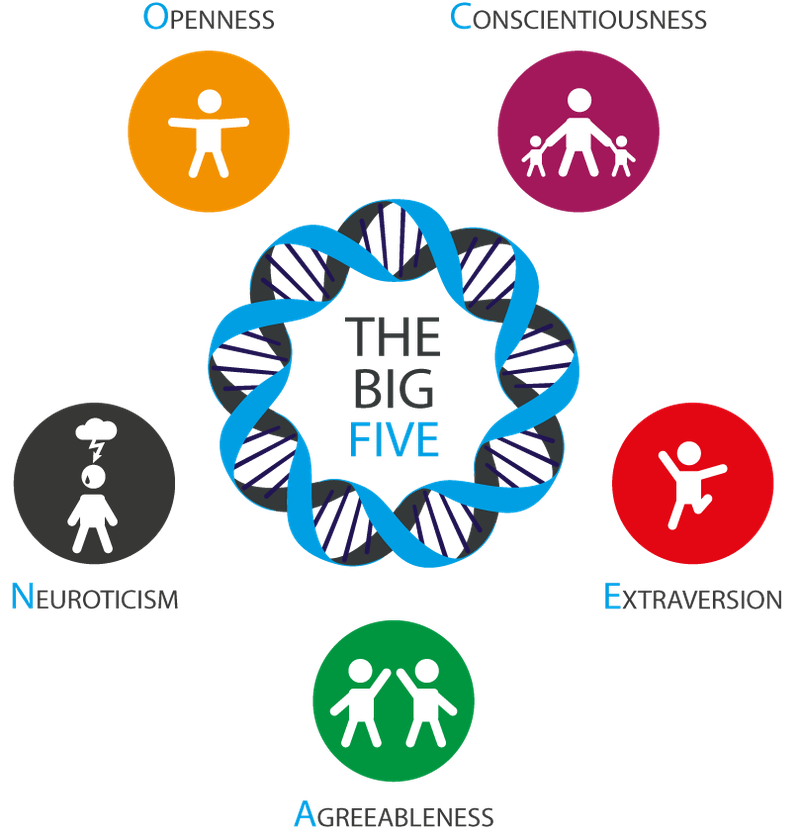 OPENNESS
CONSCIENTIOUSNESS
THE
BIG
FIVE
NEUROTICISM
EXTRAVERSION
AGREEABLENESS